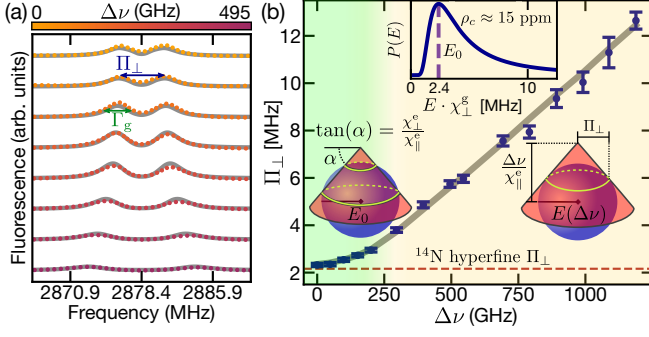 (a)
Δν (GHz)
0
495
Π⊥
Γg
Fluorescence (arb. units)
2870.9 2878.4 2885.9
Frequency (MHz)
(b)
P(E)
ρc ≈ 15 ppm
E0
0 2.4 10
E · χ⊥^g [MHz]
Π⊥ [MHz]
12
10
8
6
4
2
tan(α) = χ⊥^e / χ∥^e
α
E0
Π⊥
Δν / χ∥^e
E(Δν)
14N hyperfine Π⊥
0 250 500 750 1000
Δν (GHz)